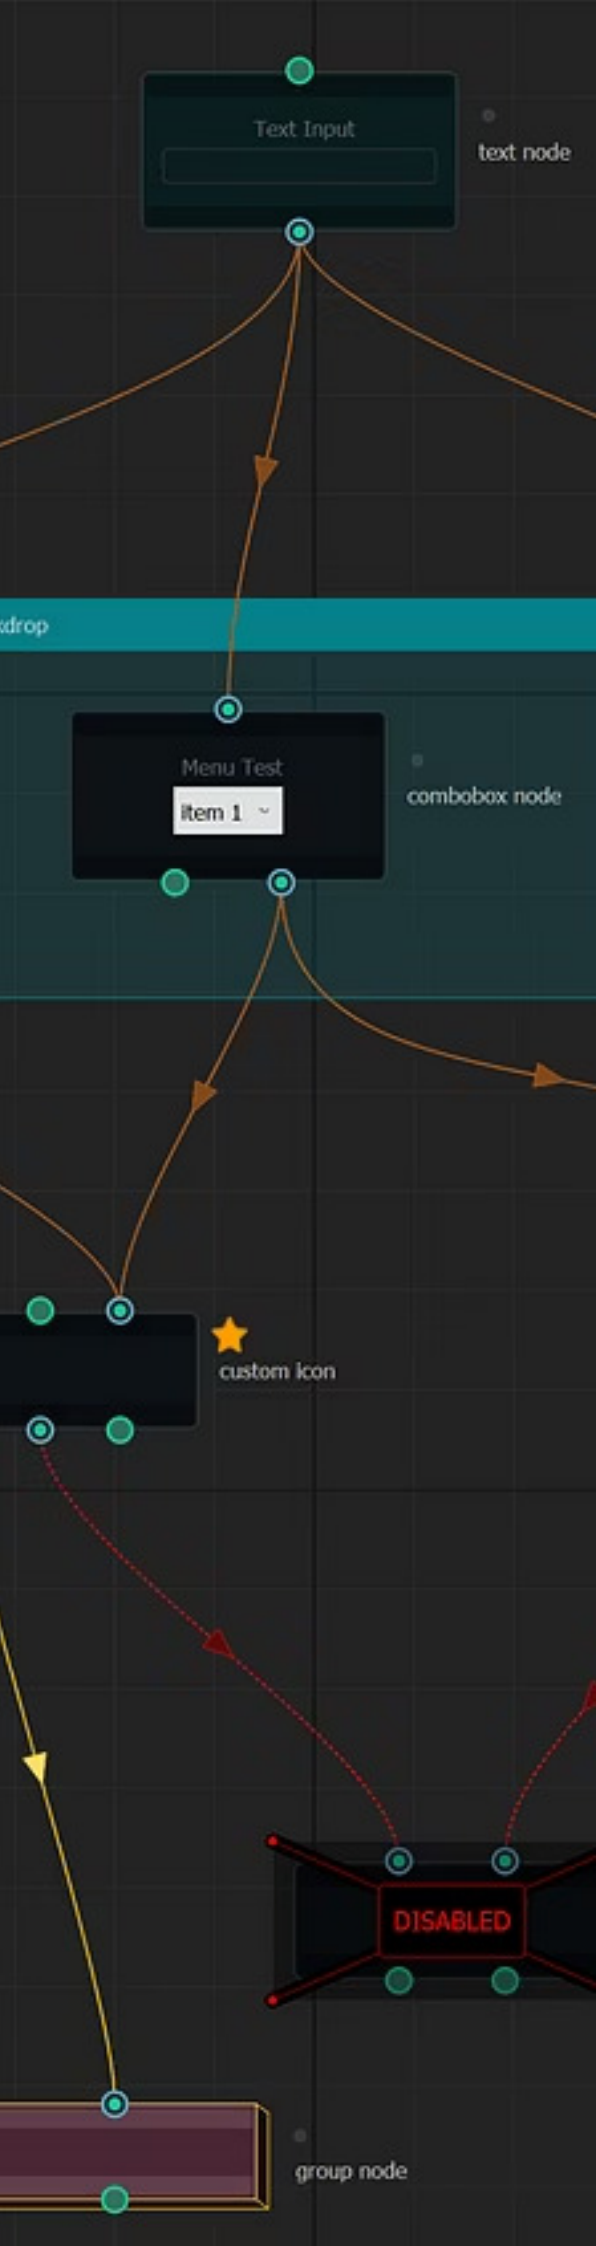 Text Input
text node
kdrop
Menu Test
item 1
combobox node
custom icon
DISABLED
group node